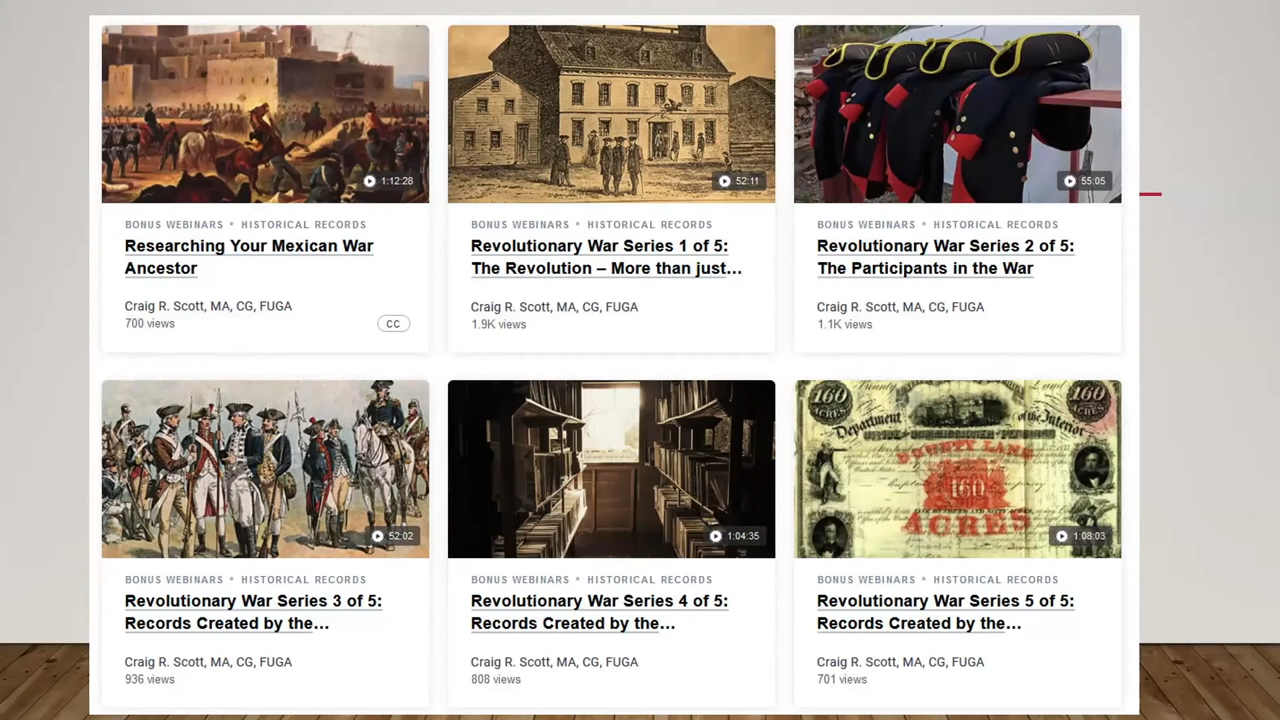 1:12:28
BONUS WEBINARS • HISTORICAL RECORDS
Researching Your Mexican War
Ancestor
Craig R. Scott, MA, CG, FUGA
700 views
CC
52:11
BONUS WEBINARS • HISTORICAL RECORDS
Revolutionary War Series 1 of 5:
The Revolution – More than just...
Craig R. Scott, MA, CG, FUGA
1.9K views
55:05
BONUS WEBINARS • HISTORICAL RECORDS
Revolutionary War Series 2 of 5:
The Participants in the War
Craig R. Scott, MA, CG, FUGA
1.1K views
52:02
BONUS WEBINARS • HISTORICAL RECORDS
Revolutionary War Series 3 of 5:
Records Created by the...
Craig R. Scott, MA, CG, FUGA
936 views
1:04:35
BONUS WEBINARS • HISTORICAL RECORDS
Revolutionary War Series 4 of 5:
Records Created by the...
Craig R. Scott, MA, CG, FUGA
808 views
160
ACRES
160
ACRES
Department of the Interior
160
ACRES
1:08:03
BONUS WEBINARS • HISTORICAL RECORDS
Revolutionary War Series 5 of 5:
Records Created by the...
Craig R. Scott, MA, CG, FUGA
701 views